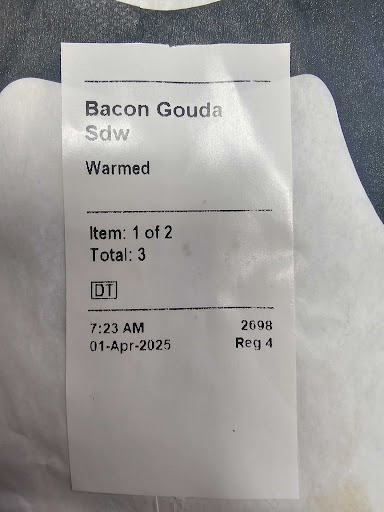 Bacon Gouda
Sdw
Warmed
Item: 1 of 2
Total: 3
DT
7:23 AM 2698
01-Apr-2025 Reg 4